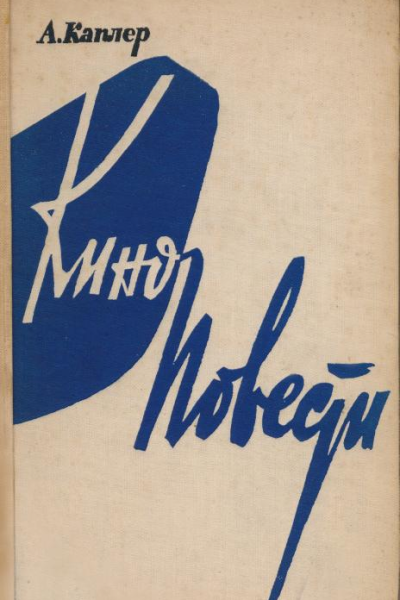 А. Каплер
Кино
Повести